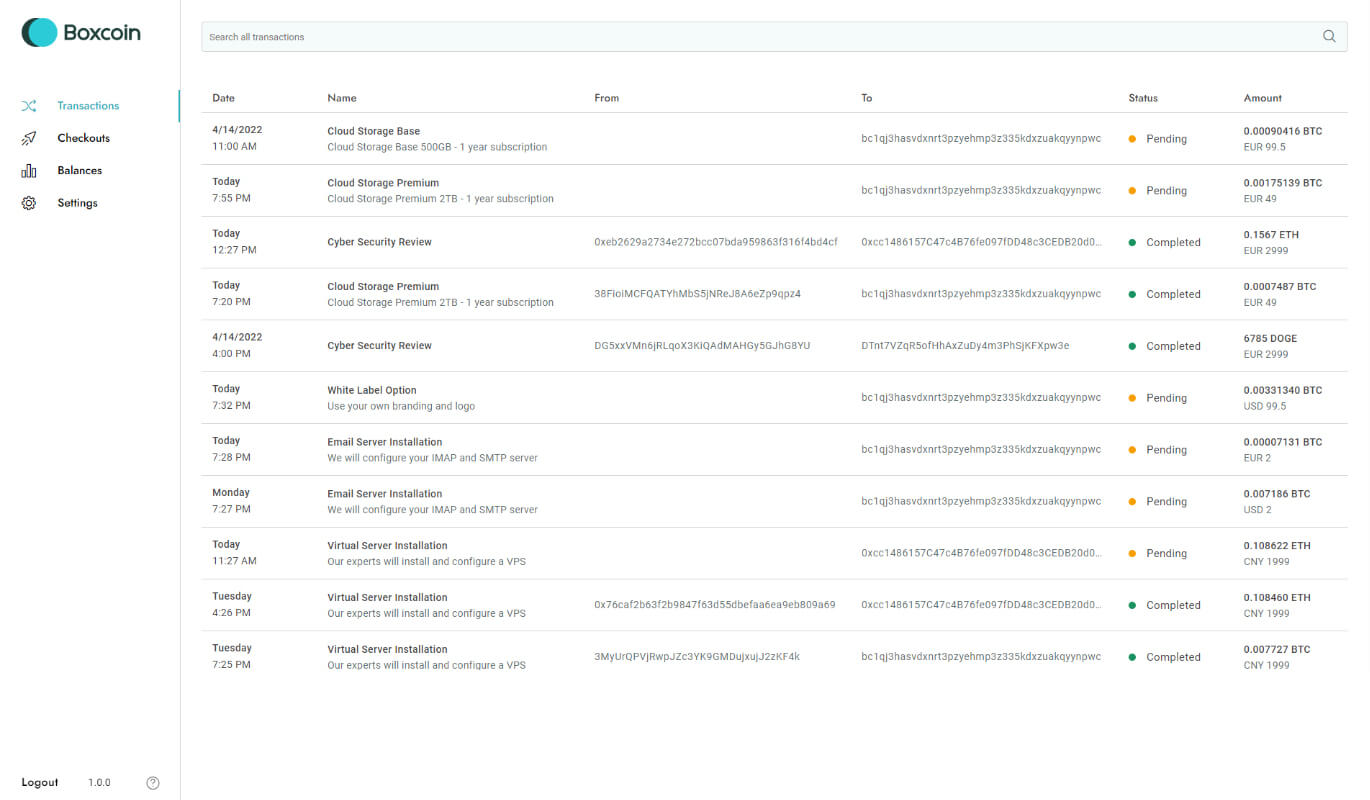 Boxcoin
Search all transactions
Transactions
Checkouts
Balances
Settings
Date Name From To Status Amount
4/14/2022 Cloud Storage Base 0.00090416 BTC
11:00 AM Cloud Storage Base 500GB - 1 year subscription bc1qj3hasvdxnrt3pzyehmp3z335kdxzuakqyynpwc Pending EUR 99.5
Today Cloud Storage Premium 0.00175139 BTC
7:55 PM Cloud Storage Premium 2TB - 1 year subscription bc1qj3hasvdxnrt3pzyehmp3z335kdxzuakqyynpwc Pending EUR 49
Today 0.1567 ETH
12:27 PM Cyber Security Review 0xeb2629a2734e272bcc07bda959863f316f4bd4cf 0xcc1486157C47c4B76fe097fDD48c3CEDB20d0... Completed EUR 2999
Today Cloud Storage Premium 0.0007487 BTC
7:20 PM Cloud Storage Premium 2TB - 1 year subscription 38FioiMCFQATYhMbS5jNReJ8A6eZp9qpz4 bc1qj3hasvdxnrt3pzyehmp3z335kdxzuakqyynpwc Completed EUR 49
4/14/2022 6785 DOGE
4:00 PM Cyber Security Review DG5xxVMn6jRLqoX3KiQAdMAHGy5GJhG8YU DTnt7VZqR5ofHhAxZuDy4m3PhSjKFXpw3e Completed EUR 2999
Today White Label Option 0.00331340 BTC
7:32 PM Use your own branding and logo bc1qj3hasvdxnrt3pzyehmp3z335kdxzuakqyynpwc Pending USD 99.5
Today Email Server Installation 0.00007131 BTC
7:28 PM We will configure your IMAP and SMTP server bc1qj3hasvdxnrt3pzyehmp3z335kdxzuakqyynpwc Pending EUR 2
Monday Email Server Installation 0.007186 BTC
7:27 PM We will configure your IMAP and SMTP server bc1qj3hasvdxnrt3pzyehmp3z335kdxzuakqyynpwc Pending USD 2
Today Virtual Server Installation 0.108622 ETH
11:27 AM Our experts will install and configure a VPS 0xcc1486157C47c4B76fe097fDD48c3CEDB20d0... Pending CNY 1999
Tuesday Virtual Server Installation 0.108460 ETH
4:26 PM Our experts will install and configure a VPS 0x76caf2b63f2b9847f63d55dbefaa6ea9eb809a69 0xcc1486157C47c4B76fe097fDD48c3CEDB20d0... Completed CNY 1999
Tuesday Virtual Server Installation 0.007727 BTC
7:25 PM Our experts will install and configure a VPS 3MyUrQPVjRwpJZc3YK9GMDujxujJ2zKF4k bc1qj3hasvdxnrt3pzyehmp3z335kdxzuakqyynpwc Completed CNY 1999
Logout 1.0.0 ?